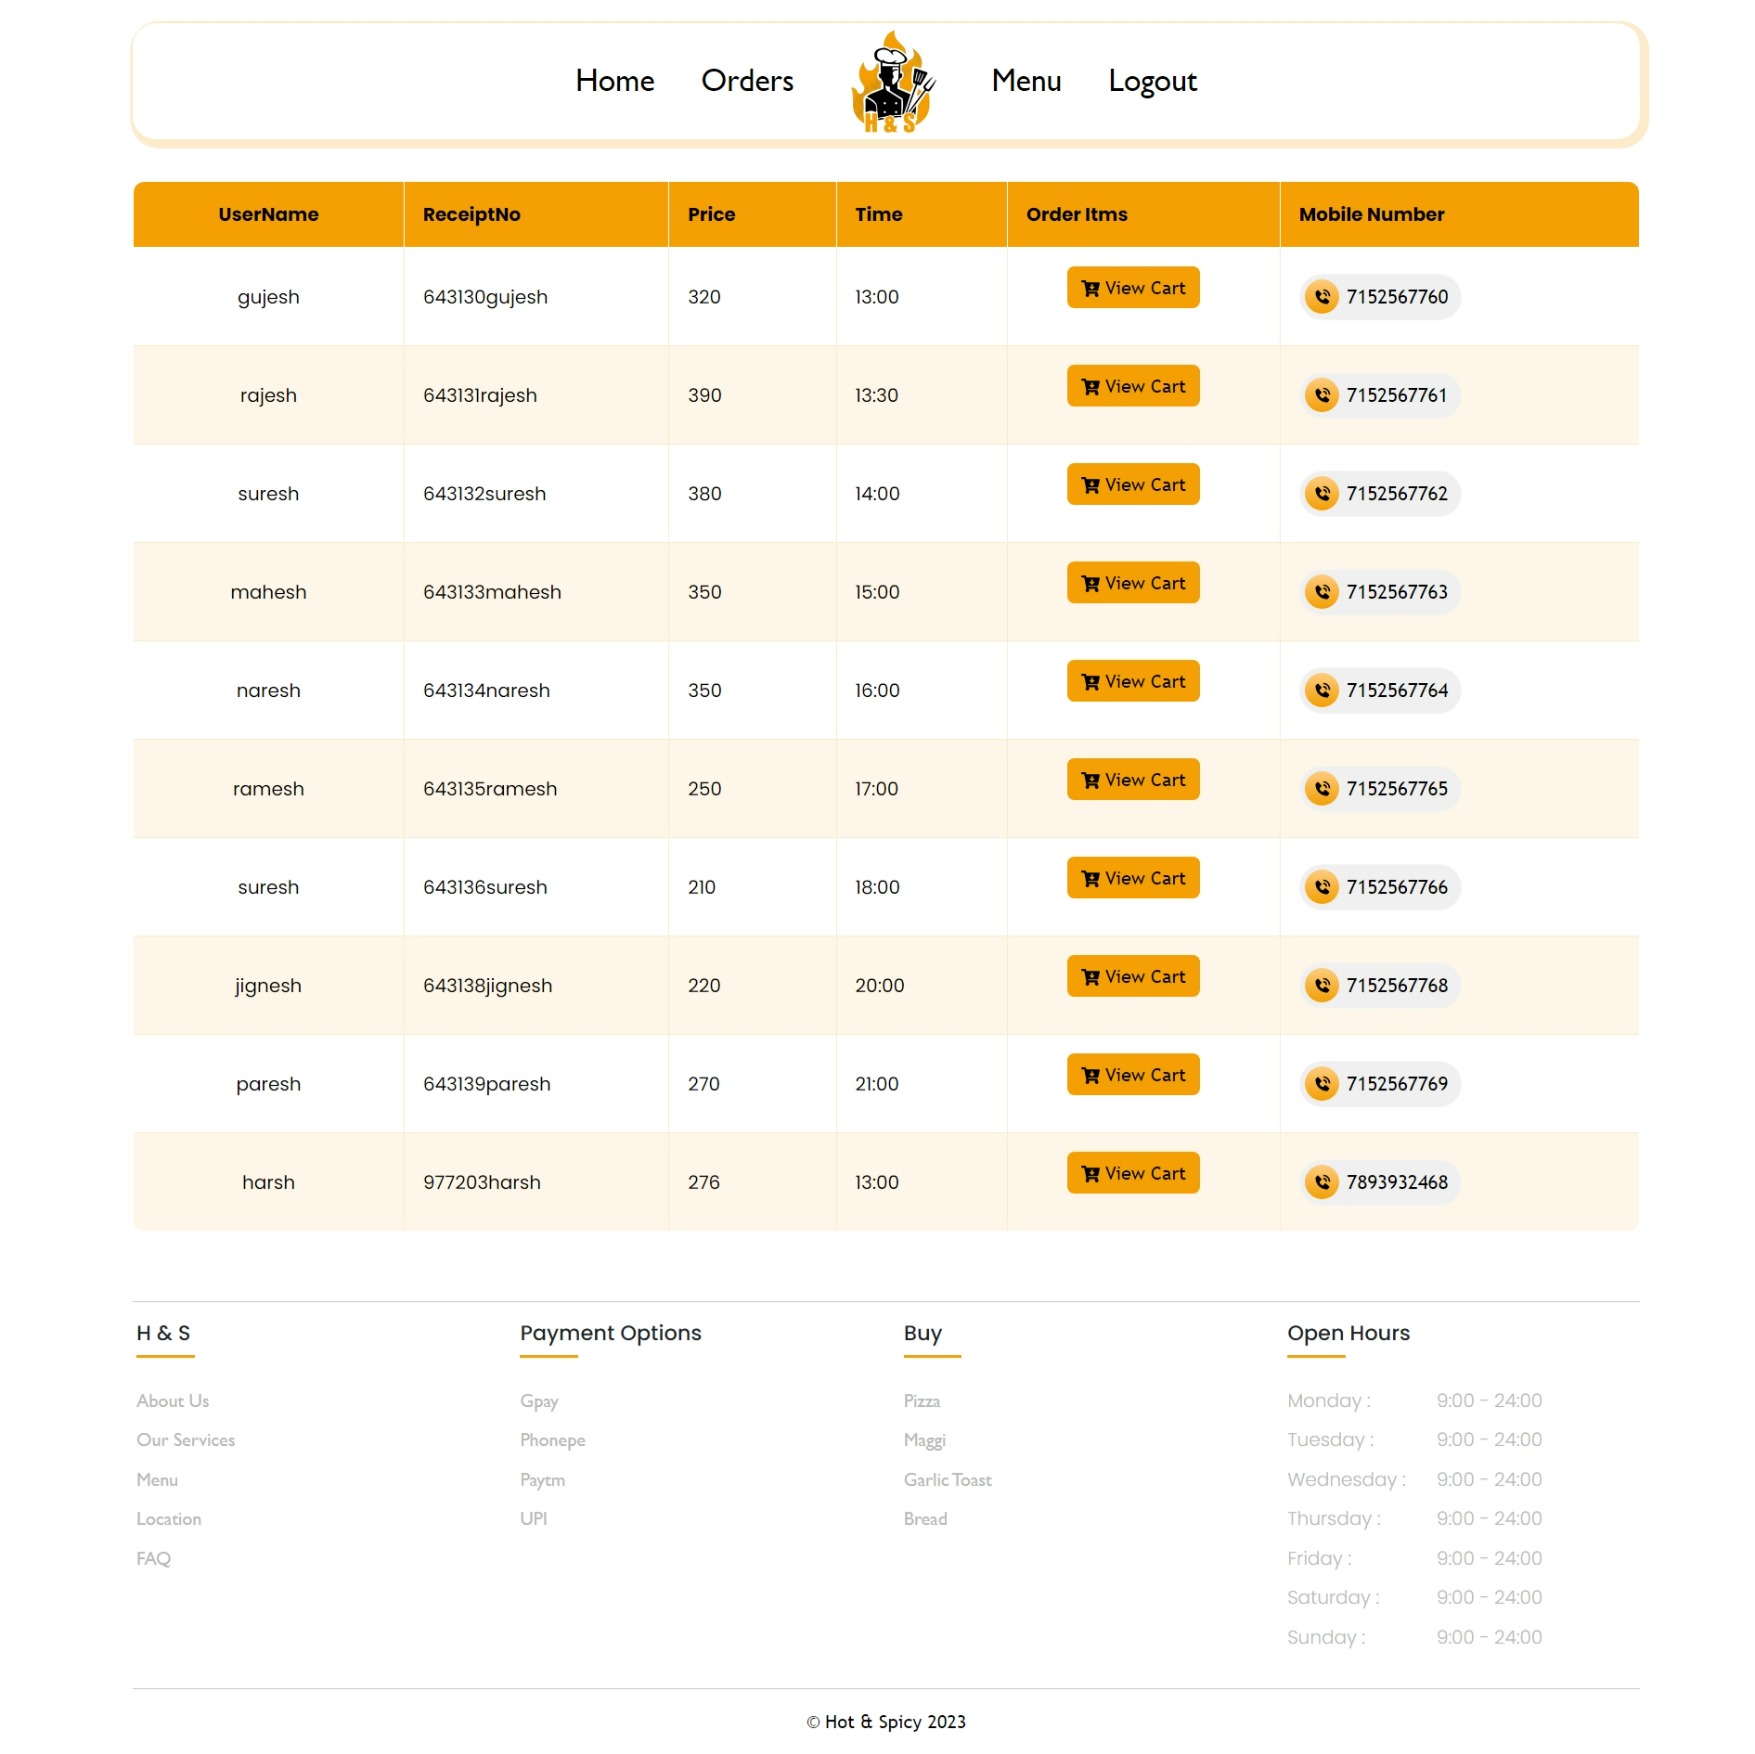 Home Orders H & S Menu Logout
UserName ReceiptNo Price Time Order Itms Mobile Number
gujesh 643130gujesh 320 13:00 View Cart 7152567760
rajesh 643131rajesh 390 13:30 View Cart 7152567761
suresh 643132suresh 380 14:00 View Cart 7152567762
mahesh 643133mahesh 350 15:00 View Cart 7152567763
naresh 643134naresh 350 16:00 View Cart 7152567764
ramesh 643135ramesh 250 17:00 View Cart 7152567765
suresh 643136suresh 210 18:00 View Cart 7152567766
jignesh 643138jignesh 220 20:00 View Cart 7152567768
paresh 643139paresh 270 21:00 View Cart 7152567769
harsh 977203harsh 276 13:00 View Cart 7893932468
H & S
About Us
Our Services
Menu
Location
FAQ
Payment Options
Gpay
Phonepe
Paytm
UPI
Buy
Pizza
Maggi
Garlic Toast
Bread
Open Hours
Monday : 9:00 - 24:00
Tuesday : 9:00 - 24:00
Wednesday : 9:00 - 24:00
Thursday : 9:00 - 24:00
Friday : 9:00 - 24:00
Saturday : 9:00 - 24:00
Sunday : 9:00 - 24:00
© Hot & Spicy 2023